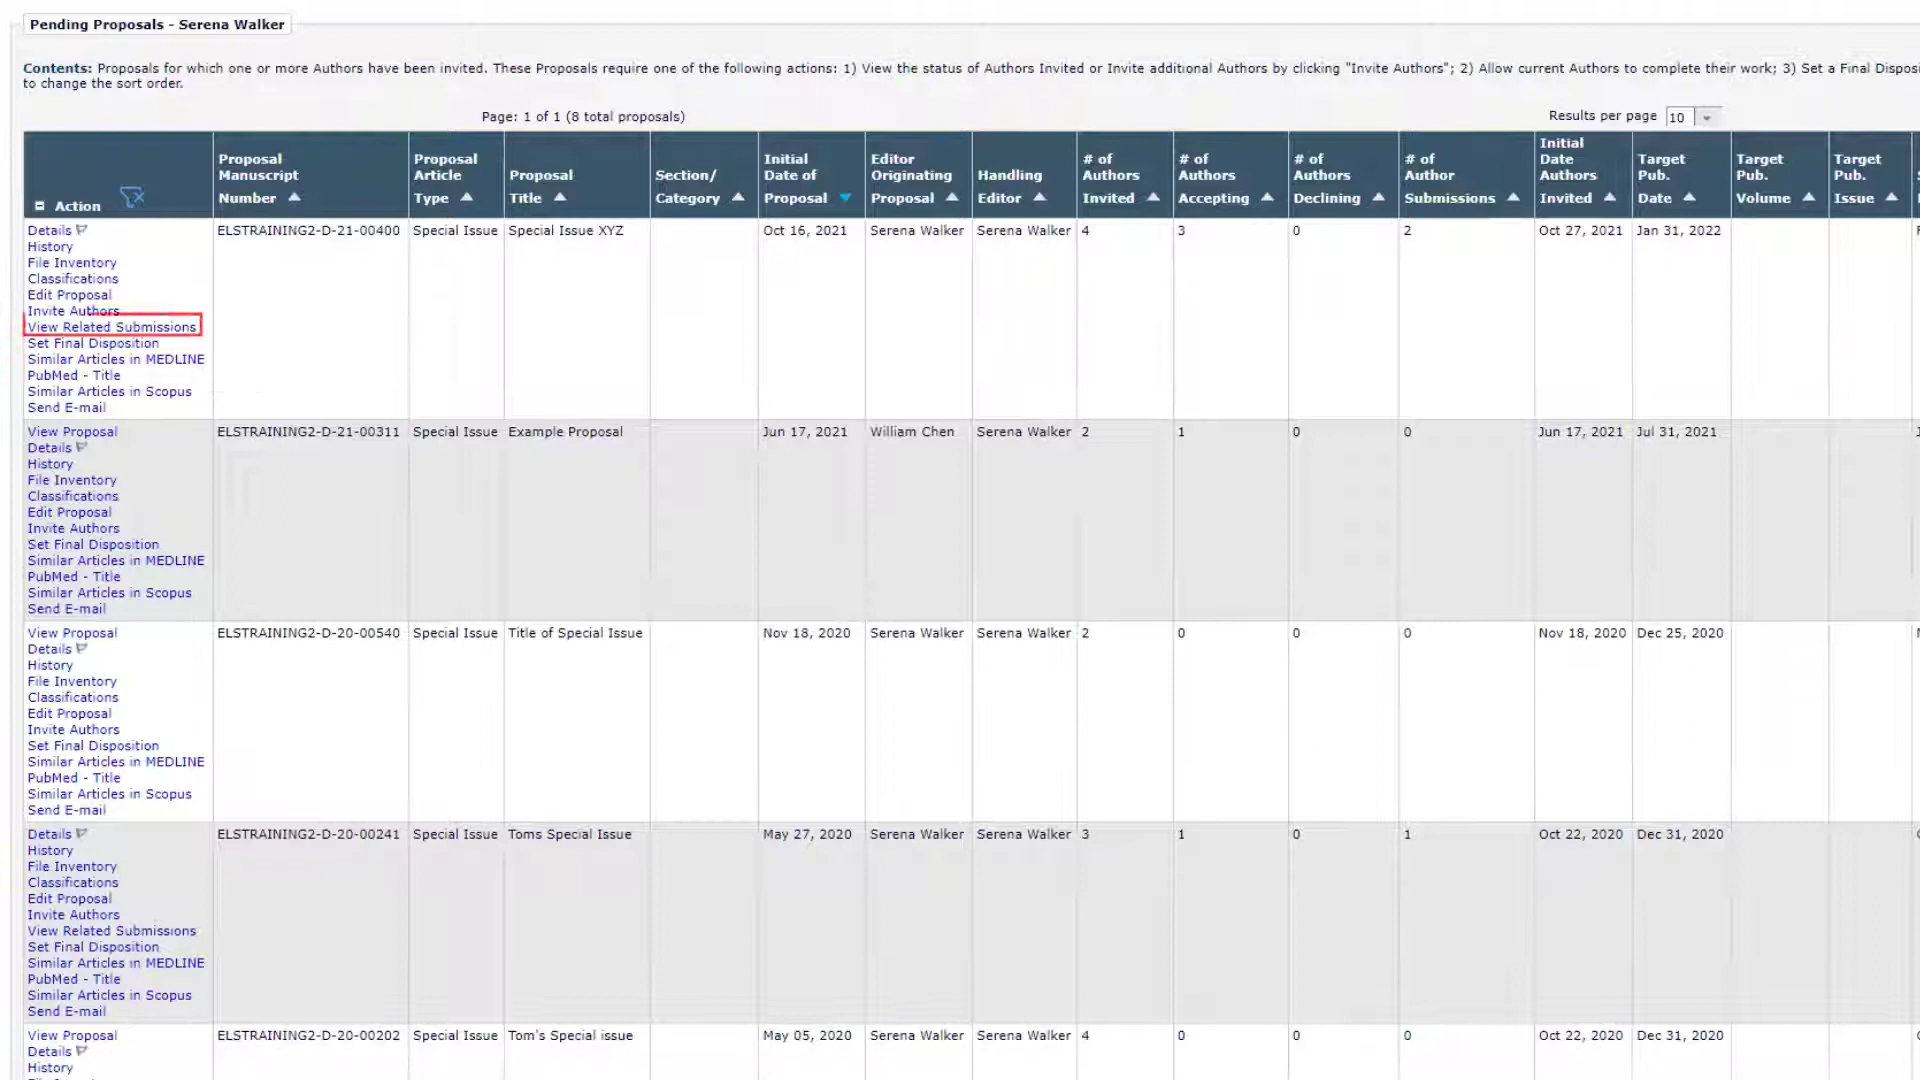 Pending Proposals - Serena Walker
Contents: Proposals for which one or more Authors have been invited. These Proposals require one of the following actions: 1) View the status of Authors Invited or Invite additional Authors by clicking "Invite Authors"; 2) Allow current Authors to complete their work; 3) Set a Final Disposi
to change the sort order.
Page: 1 of 1 (8 total proposals)
Results per page 10
Action
Proposal Manuscript Number
Proposal Article Type
Proposal Title
Section/ Category
Initial Date of Proposal
Editor Originating Proposal
Handling Editor
# of Authors Invited
# of Authors Accepting
# of Authors Declining
# of Author Submissions
Initial Date Authors Invited
Target Pub. Date
Target Pub. Volume
Target Pub. Issue
Details
History
File Inventory
Classifications
Edit Proposal
Invite Authors
View Related Submissions
Set Final Disposition
Similar Articles in MEDLINE
PubMed - Title
Similar Articles in Scopus
Send E-mail
ELSTRAINING2-D-21-00400 Special Issue Special Issue XYZ Oct 16, 2021 Serena Walker Serena Walker 4 3 0 2 Oct 27, 2021 Jan 31, 2022
View Proposal
Details
History
File Inventory
Classifications
Edit Proposal
Invite Authors
Set Final Disposition
Similar Articles in MEDLINE
PubMed - Title
Similar Articles in Scopus
Send E-mail
ELSTRAINING2-D-21-00311 Special Issue Example Proposal Jun 17, 2021 William Chen Serena Walker 2 1 0 0 Jun 17, 2021 Jul 31, 2021
View Proposal
Details
History
File Inventory
Classifications
Edit Proposal
Invite Authors
Set Final Disposition
Similar Articles in MEDLINE
PubMed - Title
Similar Articles in Scopus
Send E-mail
ELSTRAINING2-D-20-00540 Special Issue Title of Special Issue Nov 18, 2020 Serena Walker Serena Walker 2 0 0 0 Nov 18, 2020 Dec 25, 2020
Details
History
File Inventory
Classifications
Edit Proposal
Invite Authors
View Related Submissions
Set Final Disposition
Similar Articles in MEDLINE
PubMed - Title
Similar Articles in Scopus
Send E-mail
ELSTRAINING2-D-20-00241 Special Issue Toms Special Issue May 27, 2020 Serena Walker Serena Walker 3 1 0 1 Oct 22, 2020 Dec 31, 2020
View Proposal
Details
History
ELSTRAINING2-D-20-00202 Special Issue Tom's Special issue May 05, 2020 Serena Walker Serena Walker 4 0 0 0 Oct 22, 2020 Dec 31, 2020